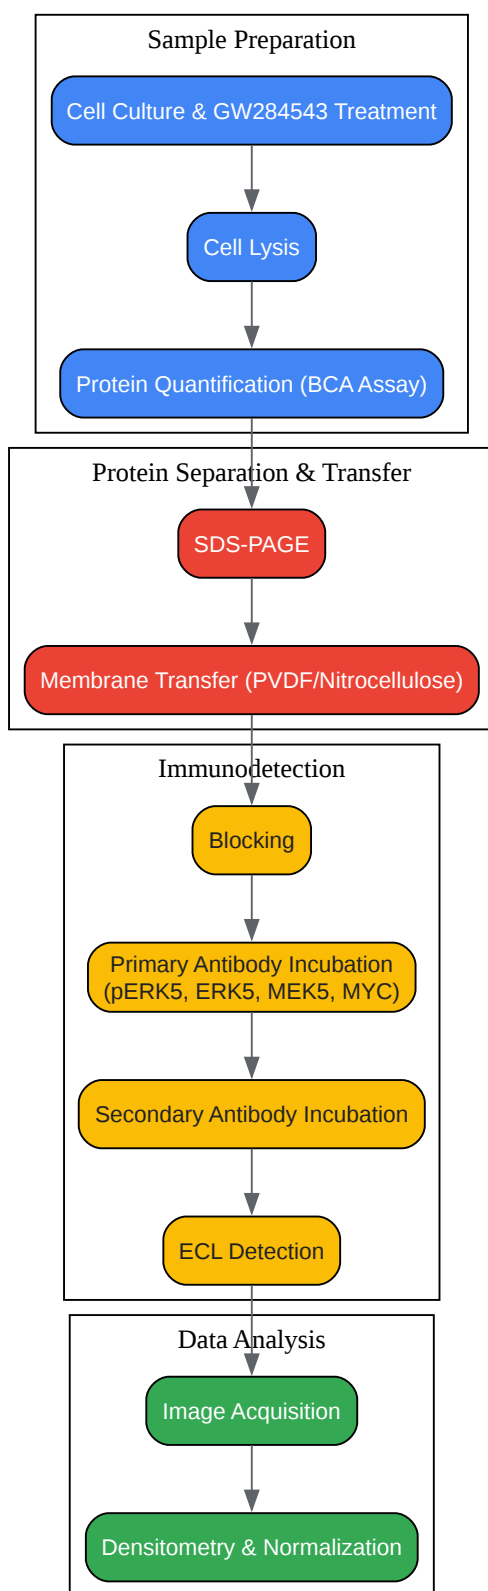 Sample Preparation
Cell Culture & GW284543 Treatment
Cell Lysis
Protein Quantification (BCA Assay)
Protein Separation & Transfer
SDS-PAGE
Membrane Transfer (PVDF/Nitrocellulose)
Immunodetection
Blocking
Primary Antibody Incubation
(pERK5, ERK5, MEK5, MYC)
Secondary Antibody Incubation
ECL Detection
Data Analysis
Image Acquisition
Densitometry & Normalization